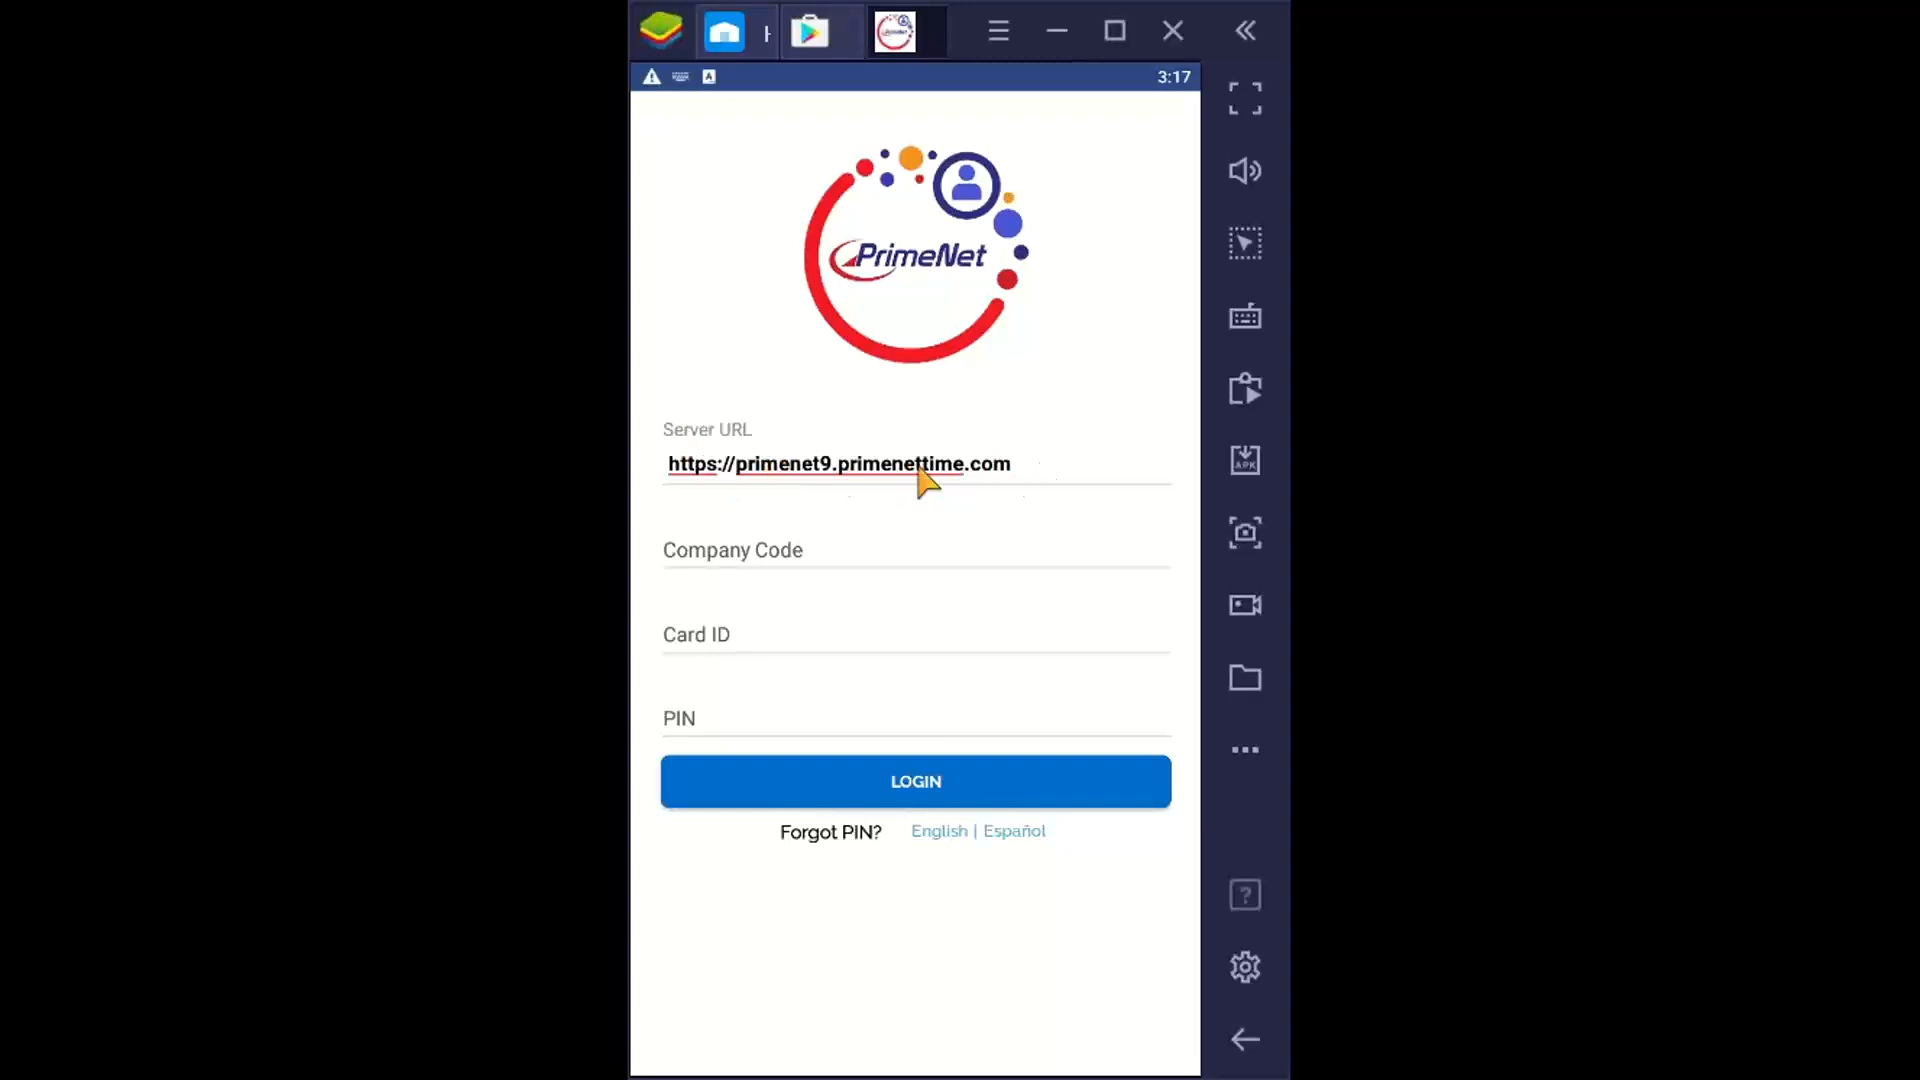 3:17
PrimeNet
Server URL
https://primenet9.primenettime.com
Company Code
Card ID
PIN
LOGIN
Forgot PIN? English | Español
A
APK
?